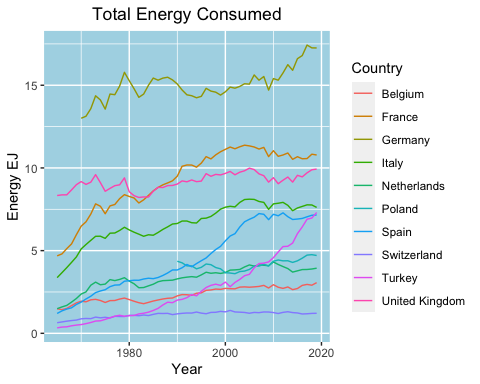 Total Energy Consumed
Energy EJ
15
10
5
0
1980
2000
2020
Year
Country
Belgium
France
Germany
Italy
Netherlands
Poland
Spain
Switzerland
Turkey
United Kingdom